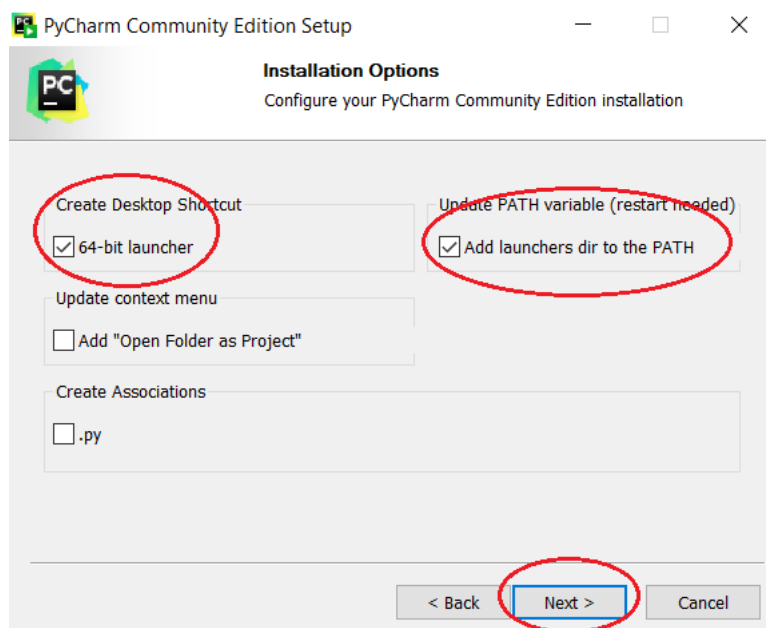 PyCharm Community Edition Setup
PC
Installation Options
Configure your PyCharm Community Edition installation
Create Desktop Shortcut
64-bit launcher
Update PATH variable (restart needed)
Add launchers dir to the PATH
Update context menu
Add "Open Folder as Project"
Create Associations
.py
< Back
Next >
Cancel